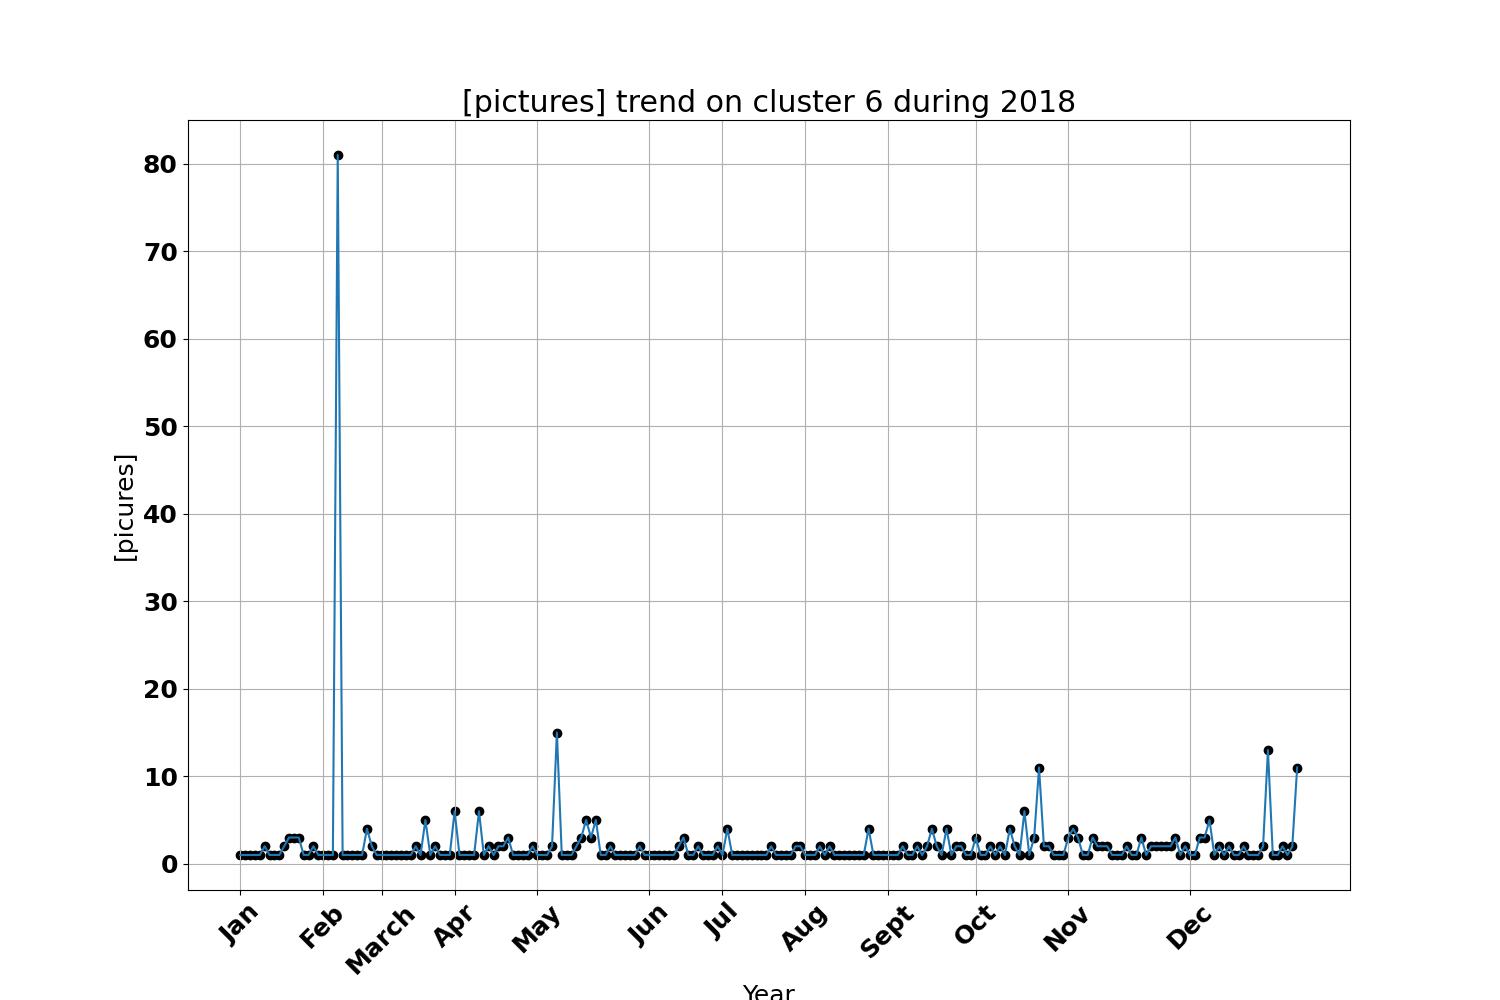 [pictures] trend on cluster 6 during 2018
80
70
60
50
40
30
20
10
0
[picures]
Jan
Feb
March
Apr
May
Jun
Jul
Aug
Sept
Oct
Nov
Dec
Year